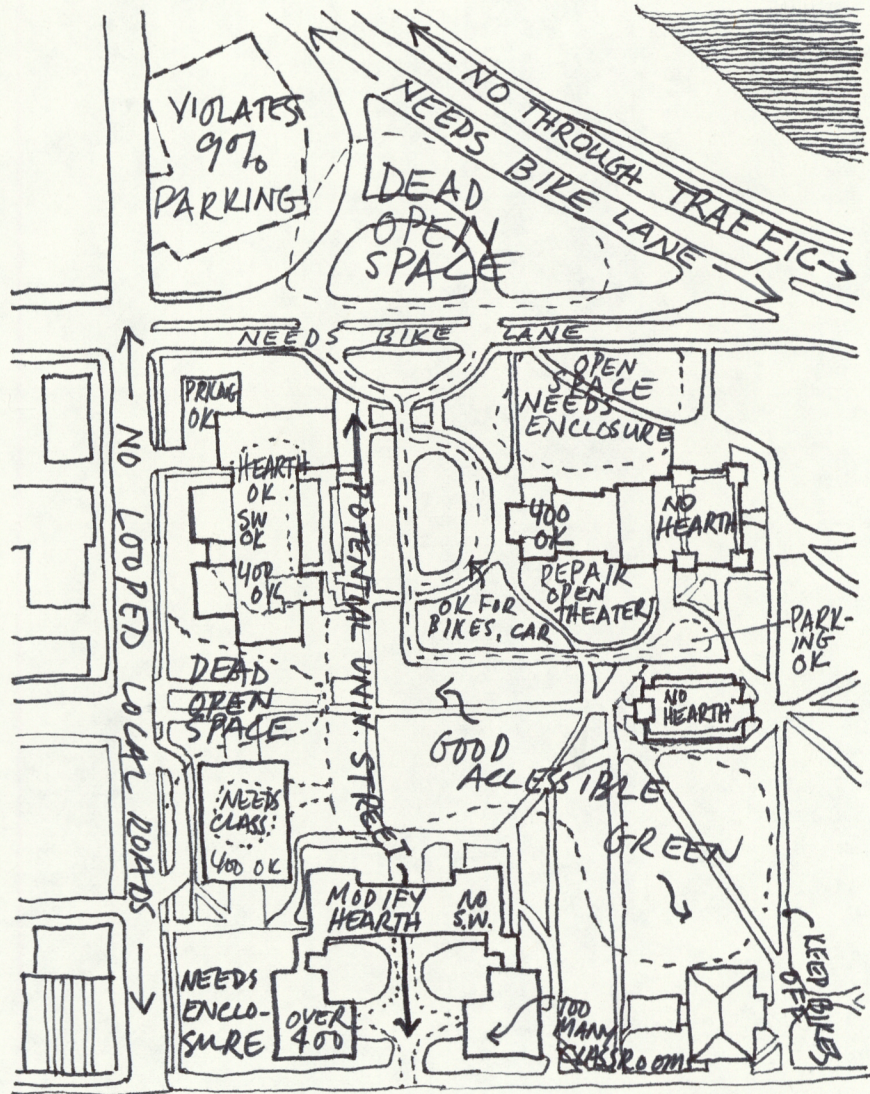 VIOLATES
9%
PARKING
NO THROUGH TRAFFIC
NEEDS BIKE LANE
DEAD
OPEN
SPACE
NEEDS BIKE LANE
PRKNG
OK
OPEN
SPACE
NEEDS
ENCLOSURE
HEARTH
OK
SW
OK
400
OK
NO LOOPED LOCAL ROADS
POTENTIAL UNIV. STREET
400
OK
NO
HEARTH
REPAIR
OPEN
THEATER
OK FOR
BIKES, CAR
PARK-
ING
OK
DEAD
OPEN
SPACE
NO
HEARTH
GOOD
ACCESSIBLE
GREEN
NEEDS
CLASS.
400 OK
MODIFY
HEARTH
NO
S.W.
NEEDS
ENCLO-
SURE
OVER
400
TOO
MANY
CLASSROOM
KEEP BIKES
OFF